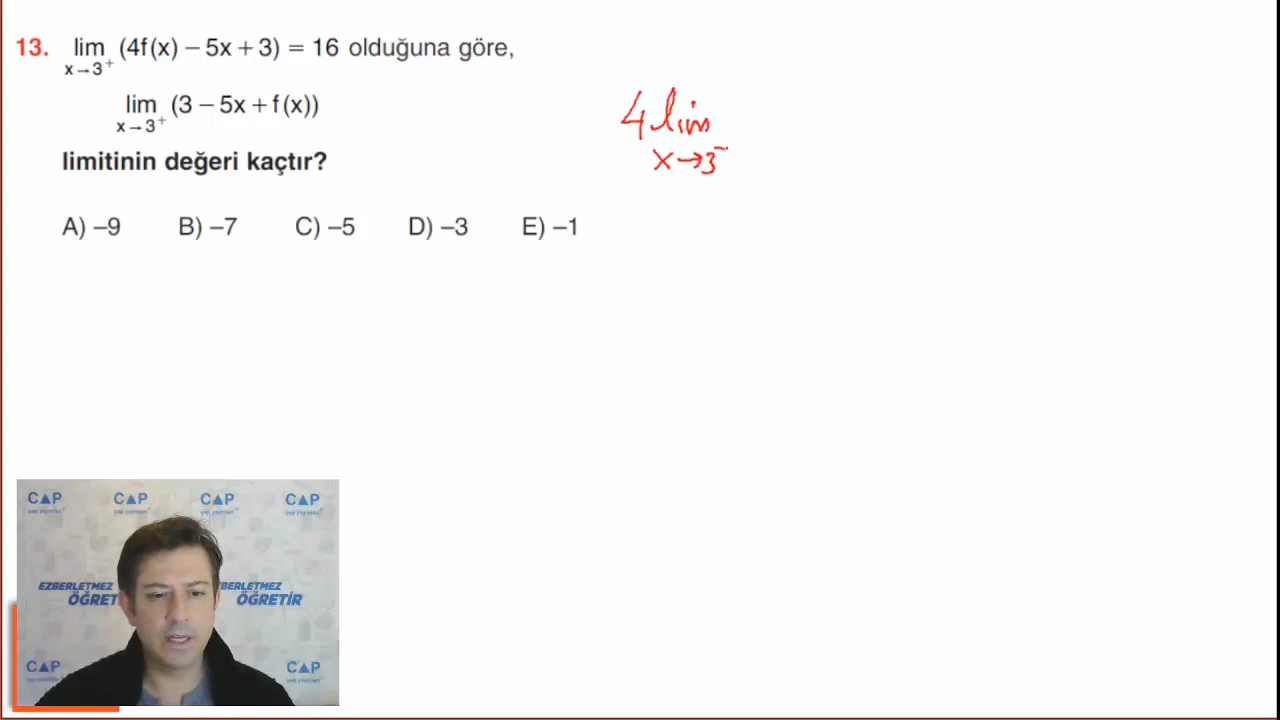 13. lim (4f(x) – 5x + 3) = 16 olduğuna göre,
x→3⁺
lim (3 – 5x + f(x))
x→3⁺
limitinin değeri kaçtır?
A) –9 B) –7 C) –5 D) –3 E) –1
4 lim
x→3⁻
CAP CAP CAP CAP
EZBERLETMEZ
ÖĞRETİR
BERLETMEZ
ÖĞRETİR
CAP CAP